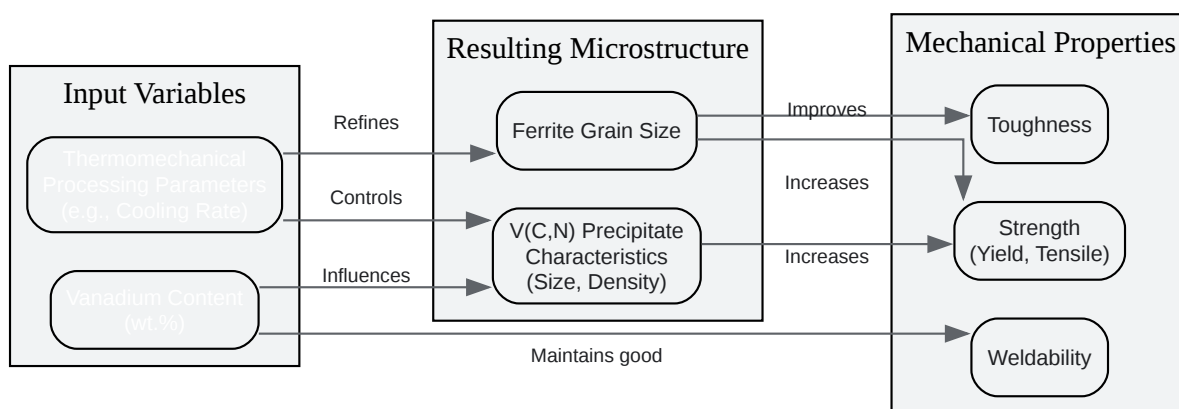 Input Variables
Thermomechanical
Processing Parameters
(e.g., Cooling Rate)
Vanadium Content
(wt.%)
Refines
Controls
Influences
Resulting Microstructure
Ferrite Grain Size
V(C,N) Precipitate
Characteristics
(Size, Density)
Improves
Increases
Increases
Maintains good
Mechanical Properties
Toughness
Strength
(Yield, Tensile)
Weldability